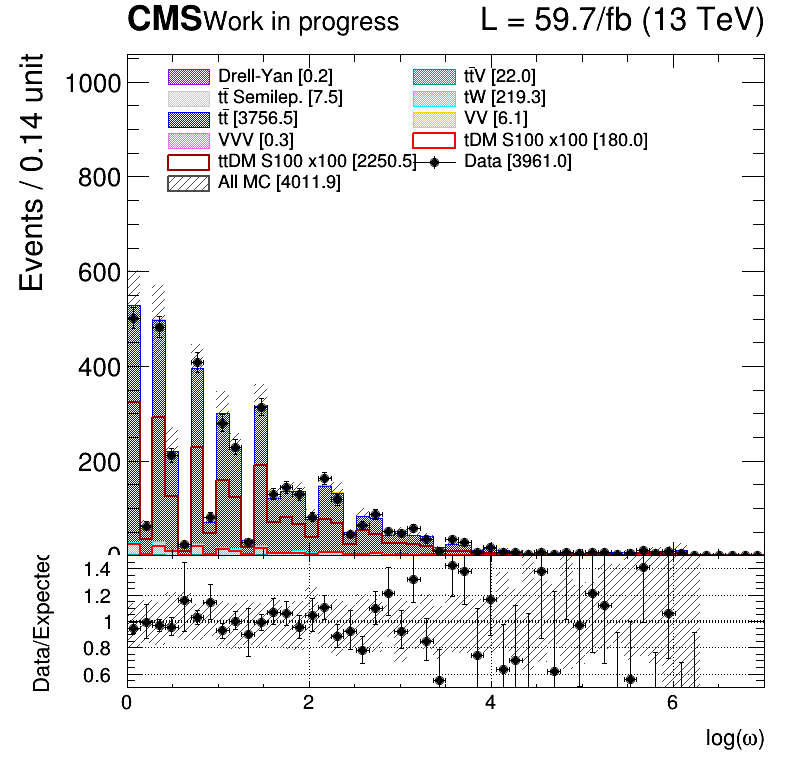 CMS Work in progress L = 59.7/fb (13 TeV)
Events / 0.14 unit
1000
800
600
400
200
0
Drell-Yan [0.2]
tt̄V [22.0]
tt̄ Semilep. [7.5]
tW [219.3]
tt̄ [3756.5]
VV [6.1]
VVV [0.3]
tDM S100 x100 [180.0]
ttDM S100 x100 [2250.5]
Data [3961.0]
All MC [4011.9]
Data/Expected
1.4
1.2
1
0.8
0.6
0 2 4 6
log(ω)